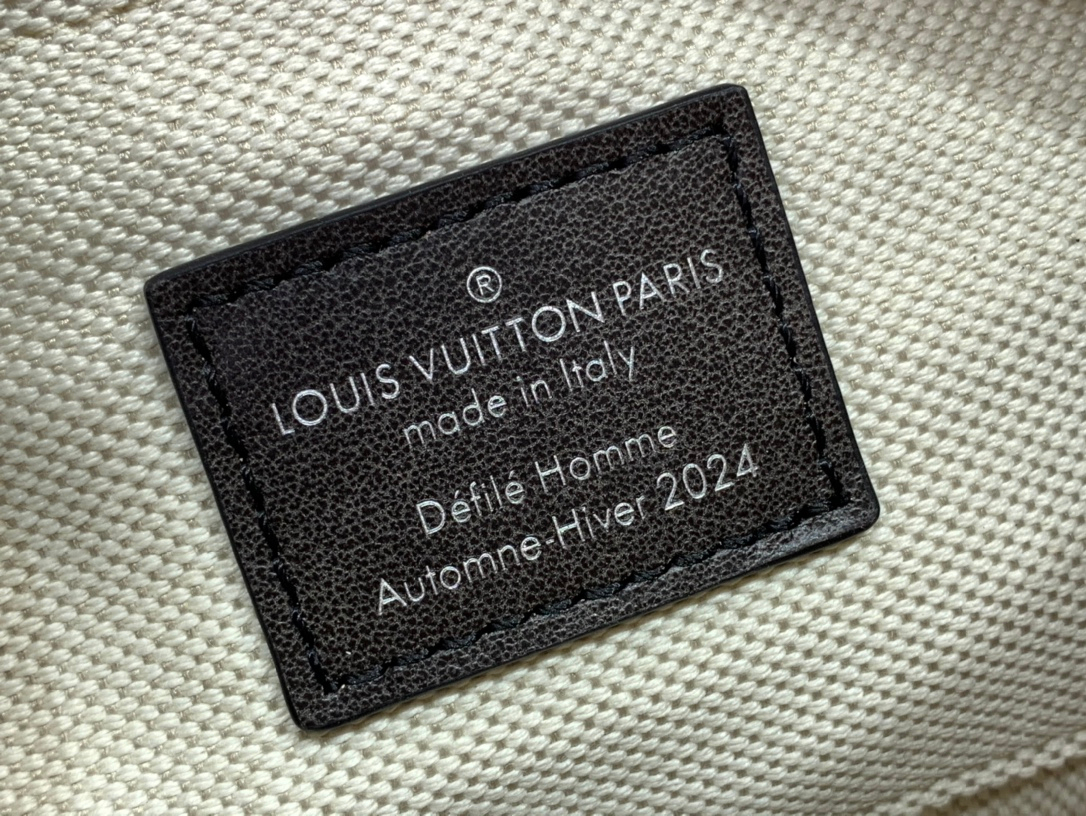 ®
LOUIS VUITTON PARIS
made in Italy
Défilé Homme
Automne-Hiver 2024